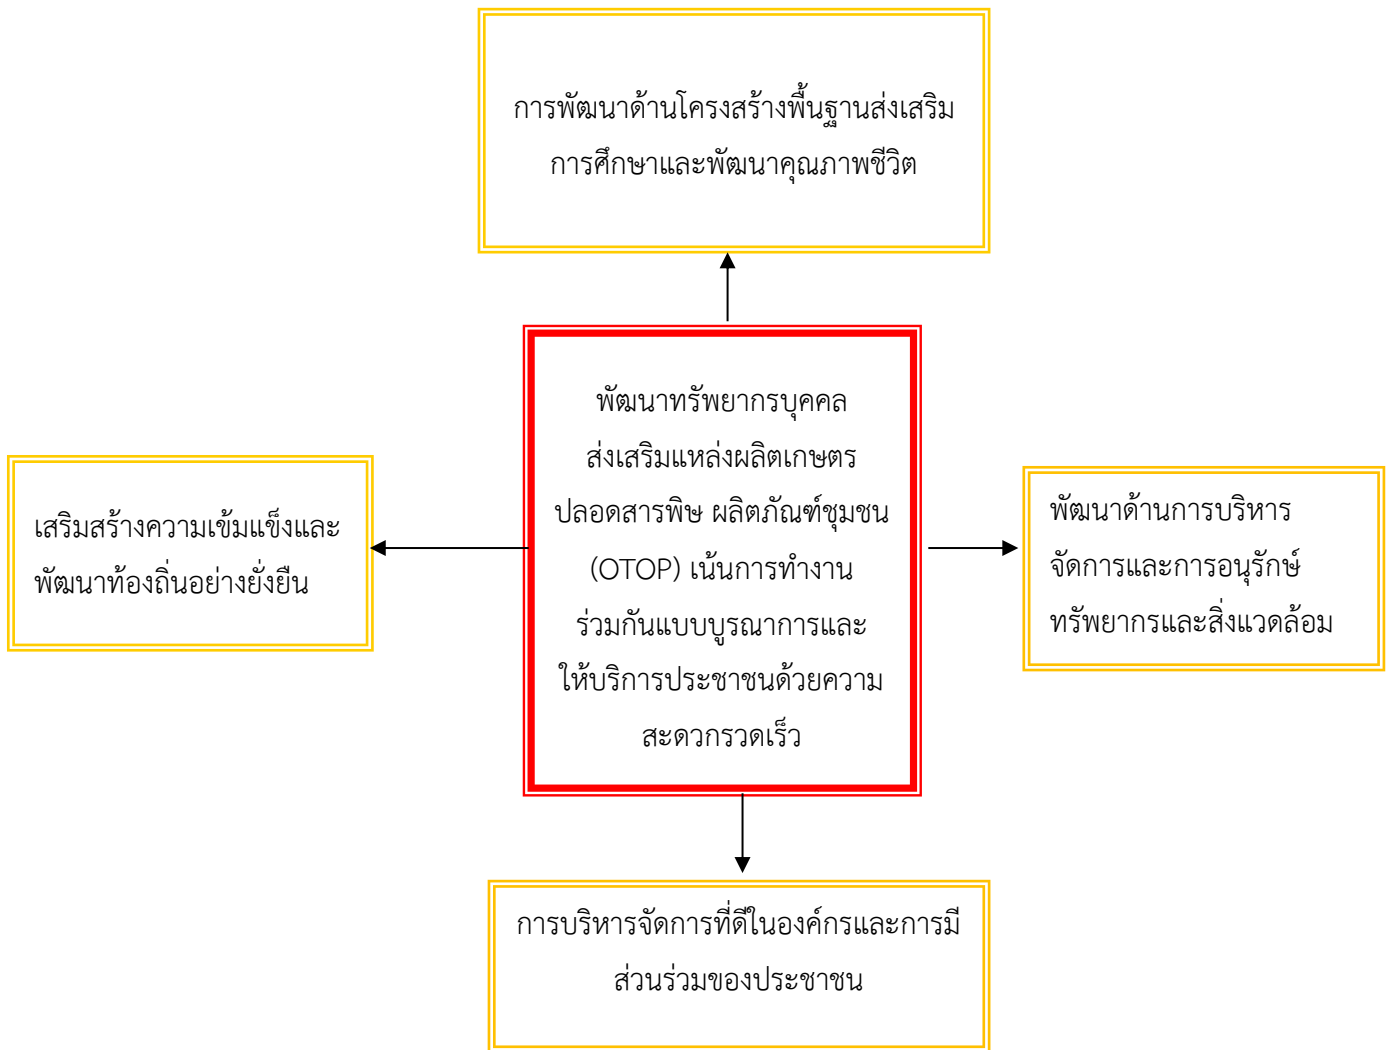 การพัฒนาด้านโครงสร้างพื้นฐานส่งเสริม
การศึกษาและพัฒนาคุณภาพชีวิต
พัฒนาทรัพยากรบุคคล
ส่งเสริมแหล่งผลิตเกษตร
ปลอดสารพิษ ผลิตภัณฑ์ชุมชน
(OTOP) เน้นการทำงาน
ร่วมกันแบบบูรณาการและ
ให้บริการประชาชนด้วยความ
สะดวกรวดเร็ว
เสริมสร้างความเข้มแข็งและ
พัฒนาท้องถิ่นอย่างยั่งยืน
พัฒนาด้านการบริหาร
จัดการและการอนุรักษ์
ทรัพยากรและสิ่งแวดล้อม
การบริหารจัดการที่ดีในองค์กรและการมี
ส่วนร่วมของประชาชน